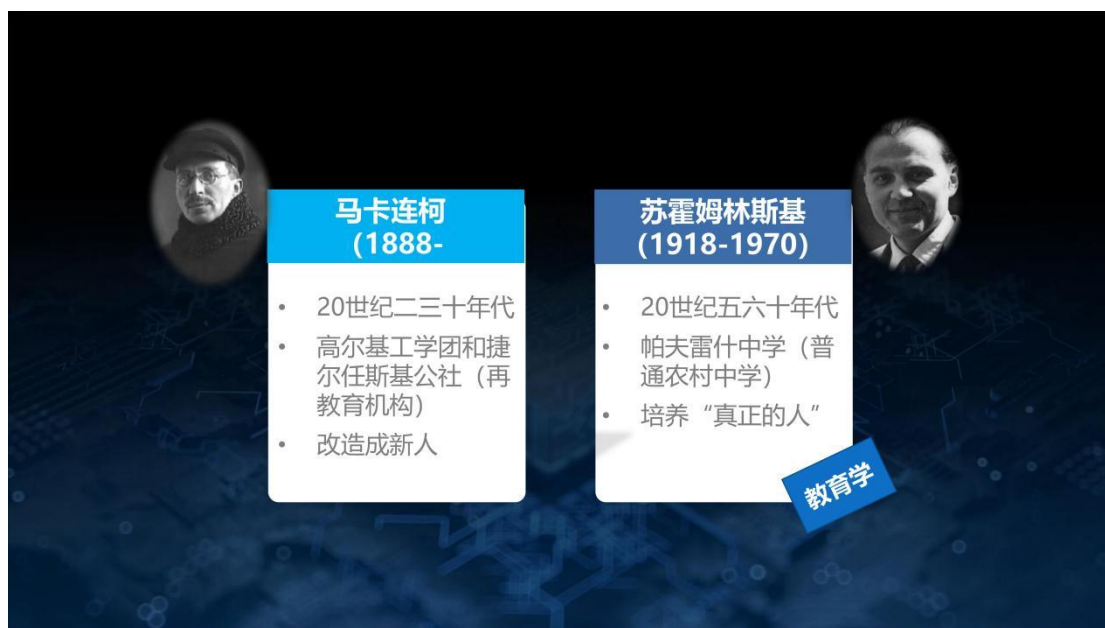 马卡连柯
(1888-
• 20世纪二三十年代
• 高尔基工学团和捷
尔任斯基公社（再
教育机构）
• 改造成新人
苏霍姆林斯基
(1918-1970)
• 20世纪五六十年代
• 帕夫雷什中学（普
通农村中学）
• 培养“真正的人”
教育学